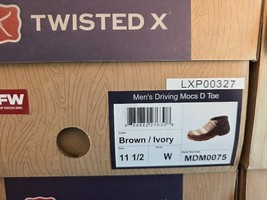 TWISTED X
LXP00327
FW
Men's Driving Mocs D Toe
Brown / Ivory
11 1/2
W
MDM0075